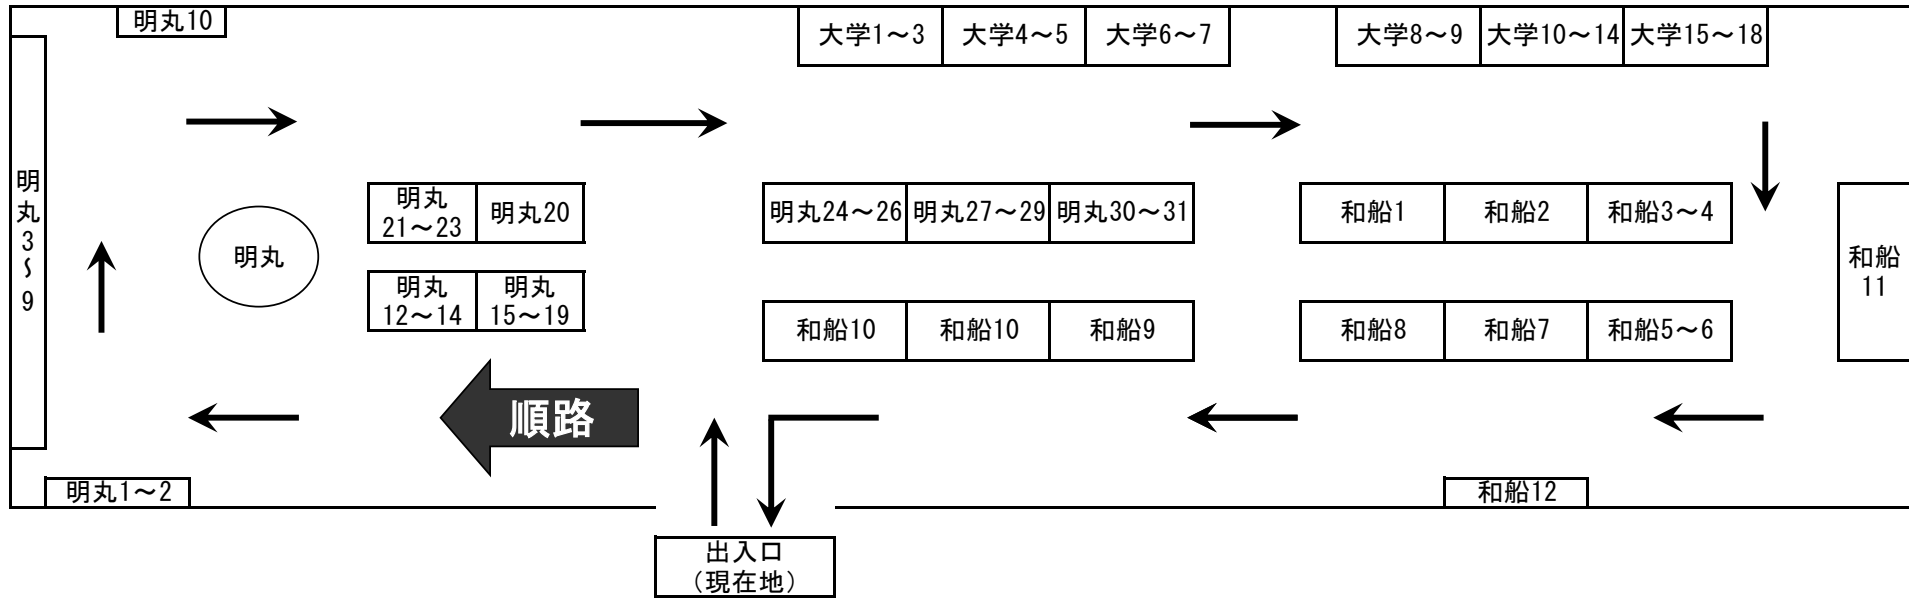 明丸10
大学1～3
大学4～5
大学6～7
大学8～9
大学10～14
大学15～18
明丸3～9
明丸
明丸
21～23
明丸20
明丸24～26
明丸27～29
明丸30～31
和船1
和船2
和船3～4
和船
11
明丸
12～14
明丸
15～19
和船10
和船10
和船9
和船8
和船7
和船5～6
順路
明丸1～2
和船12
出入口
（現在地）